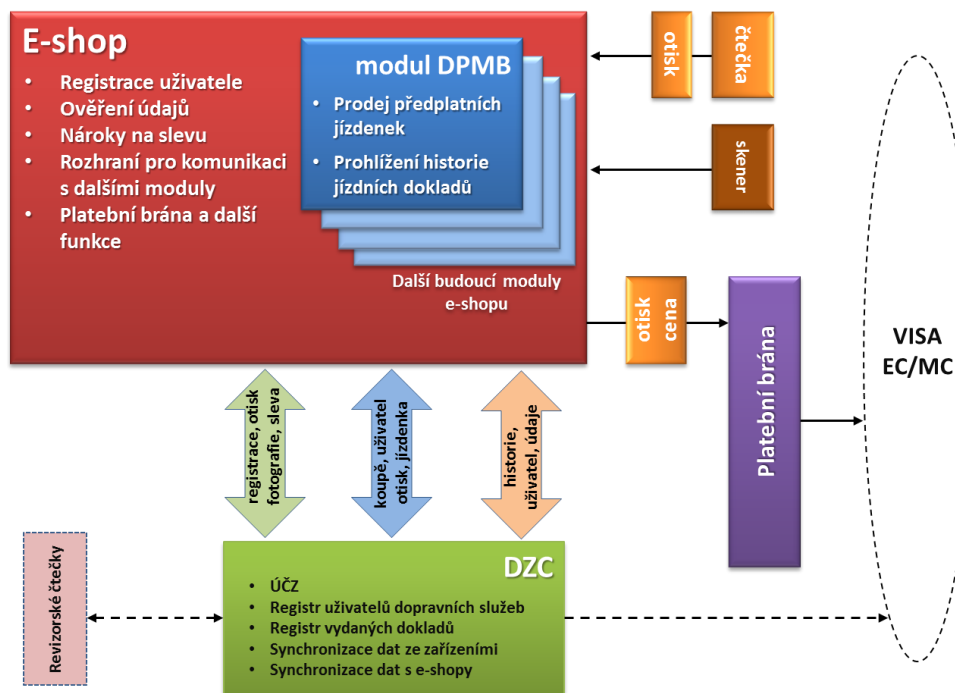 E-shop
• Registrace uživatele
• Ověření údajů
• Nároky na slevu
• Rozhraní pro komunikaci
s dalšími moduly
• Platební brána a další
funkce
modul DPMB
• Prodej předplatních
jízdenek
• Prohlížení historie
jízdních dokladů
Další budoucí moduly
e-shopu
otisk
čtečka
skener
otisk
cena
Platební brána
VISA
EC/MC
registrace, otisk
fotografie, sleva
koupě, uživatel
otisk, jízdenka
historie,
uživatel, údaje
Revizorské čtečky
DZC
• ÚČZ
• Registr uživatelů dopravních služeb
• Registr vydaných dokladů
• Synchronizace dat ze zařízeními
• Synchronizace dat s e-shopy